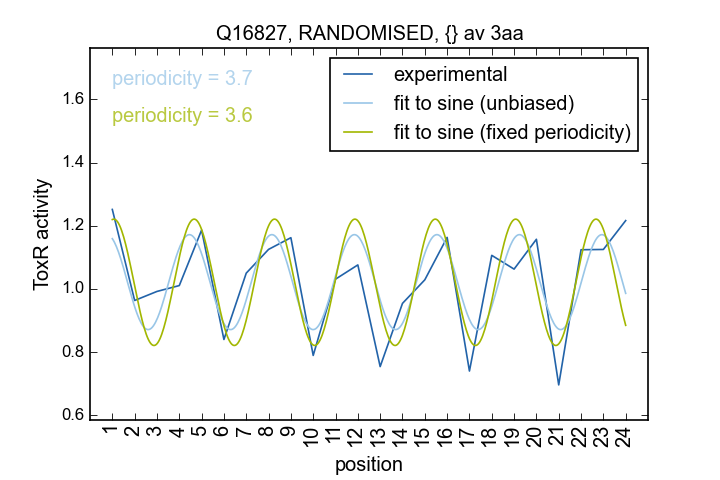 Q16827, RANDOMISED, {} av 3aa
periodicity = 3.7
periodicity = 3.6
experimental
fit to sine (unbiased)
fit to sine (fixed periodicity)
ToxR activity
1.6
1.4
1.2
1.0
0.8
0.6
1 2 3 4 5 6 7 8 9 10 11 12 13 14 15 16 17 18 19 20 21 22 23 24
position